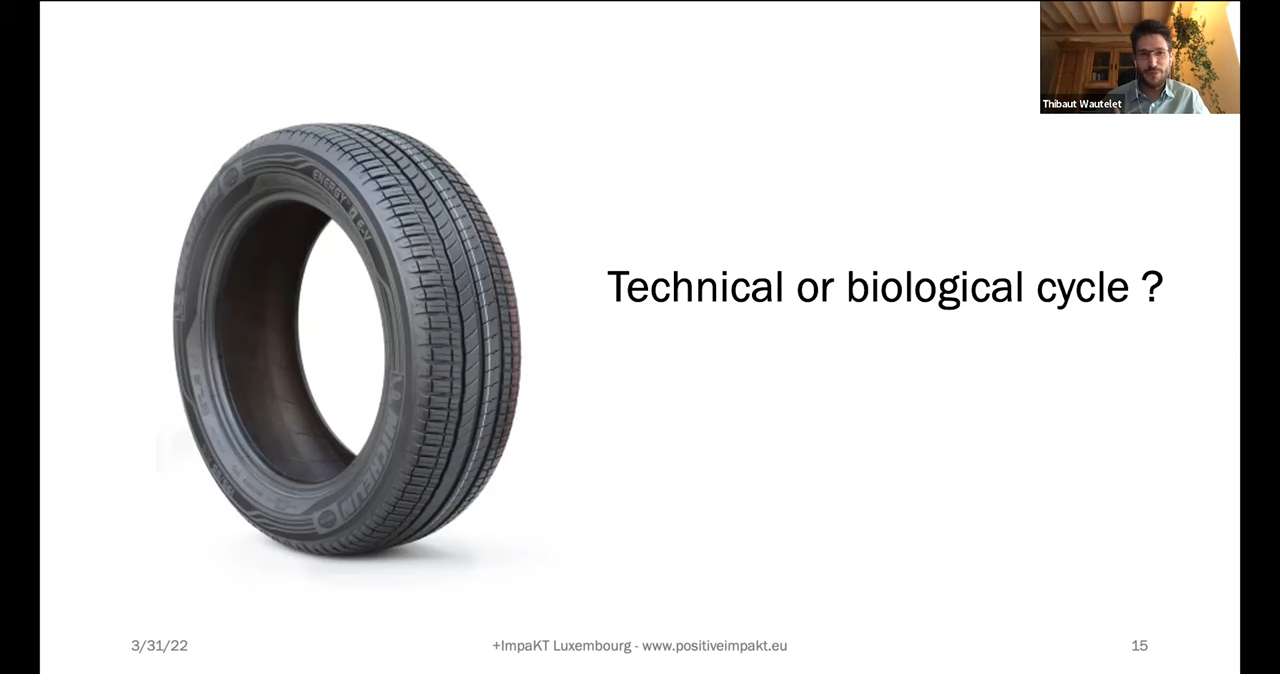 Thibaut Wautelet
ENERGY
MICHELIN
Technical or biological cycle ?
3/31/22
+ImpaKT Luxembourg - www.positiveimpakt.eu
15